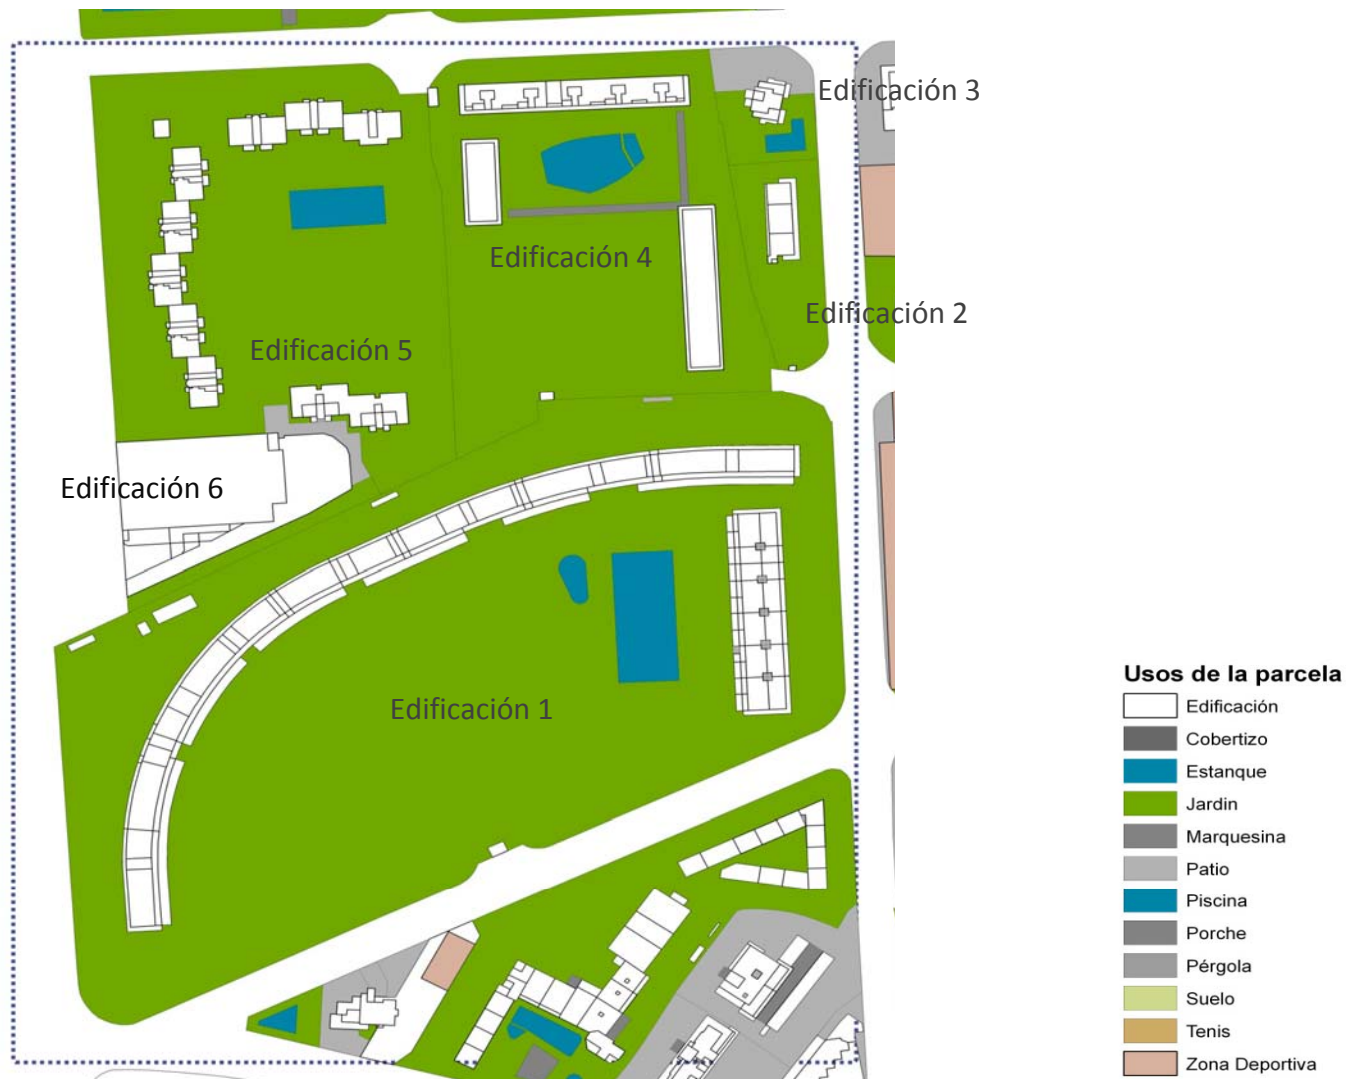 Edificación 3
Edificación 4
Edificación 2
Edificación 5
Edificación 6
Edificación 1
Usos de la parcela
Edificación
Cobertizo
Estanque
Jardin
Marquesina
Patio
Piscina
Porche
Pérgola
Suelo
Tenis
Zona Deportiva